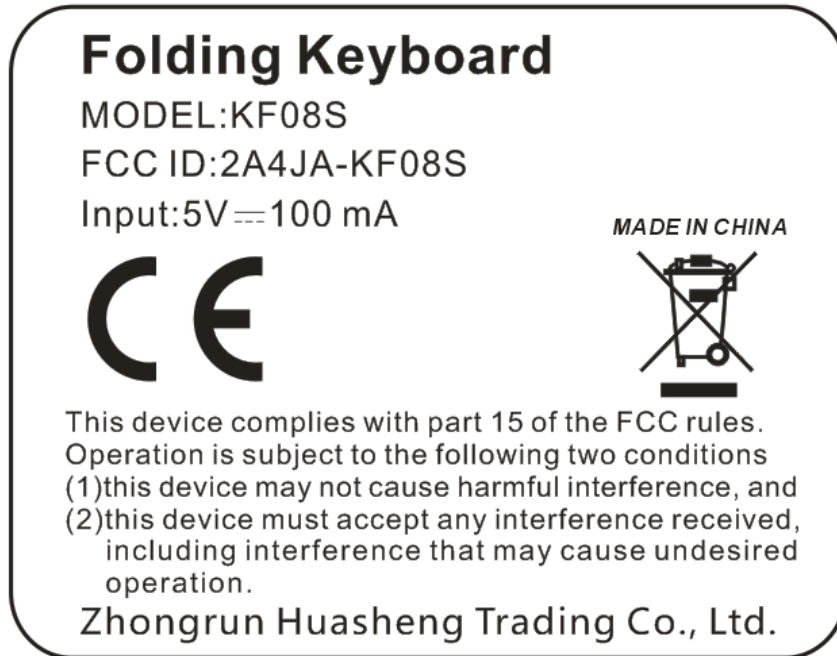 Folding Keyboard
MODEL:KF08S
FCC ID:2A4JA-KF08S
Input:5V⎓100 mA
MADE IN CHINA
CE
This device complies with part 15 of the FCC rules.
Operation is subject to the following two conditions
(1)this device may not cause harmful interference, and
(2)this device must accept any interference received,
including interference that may cause undesired
operation.
Zhongrun Huasheng Trading Co., Ltd.